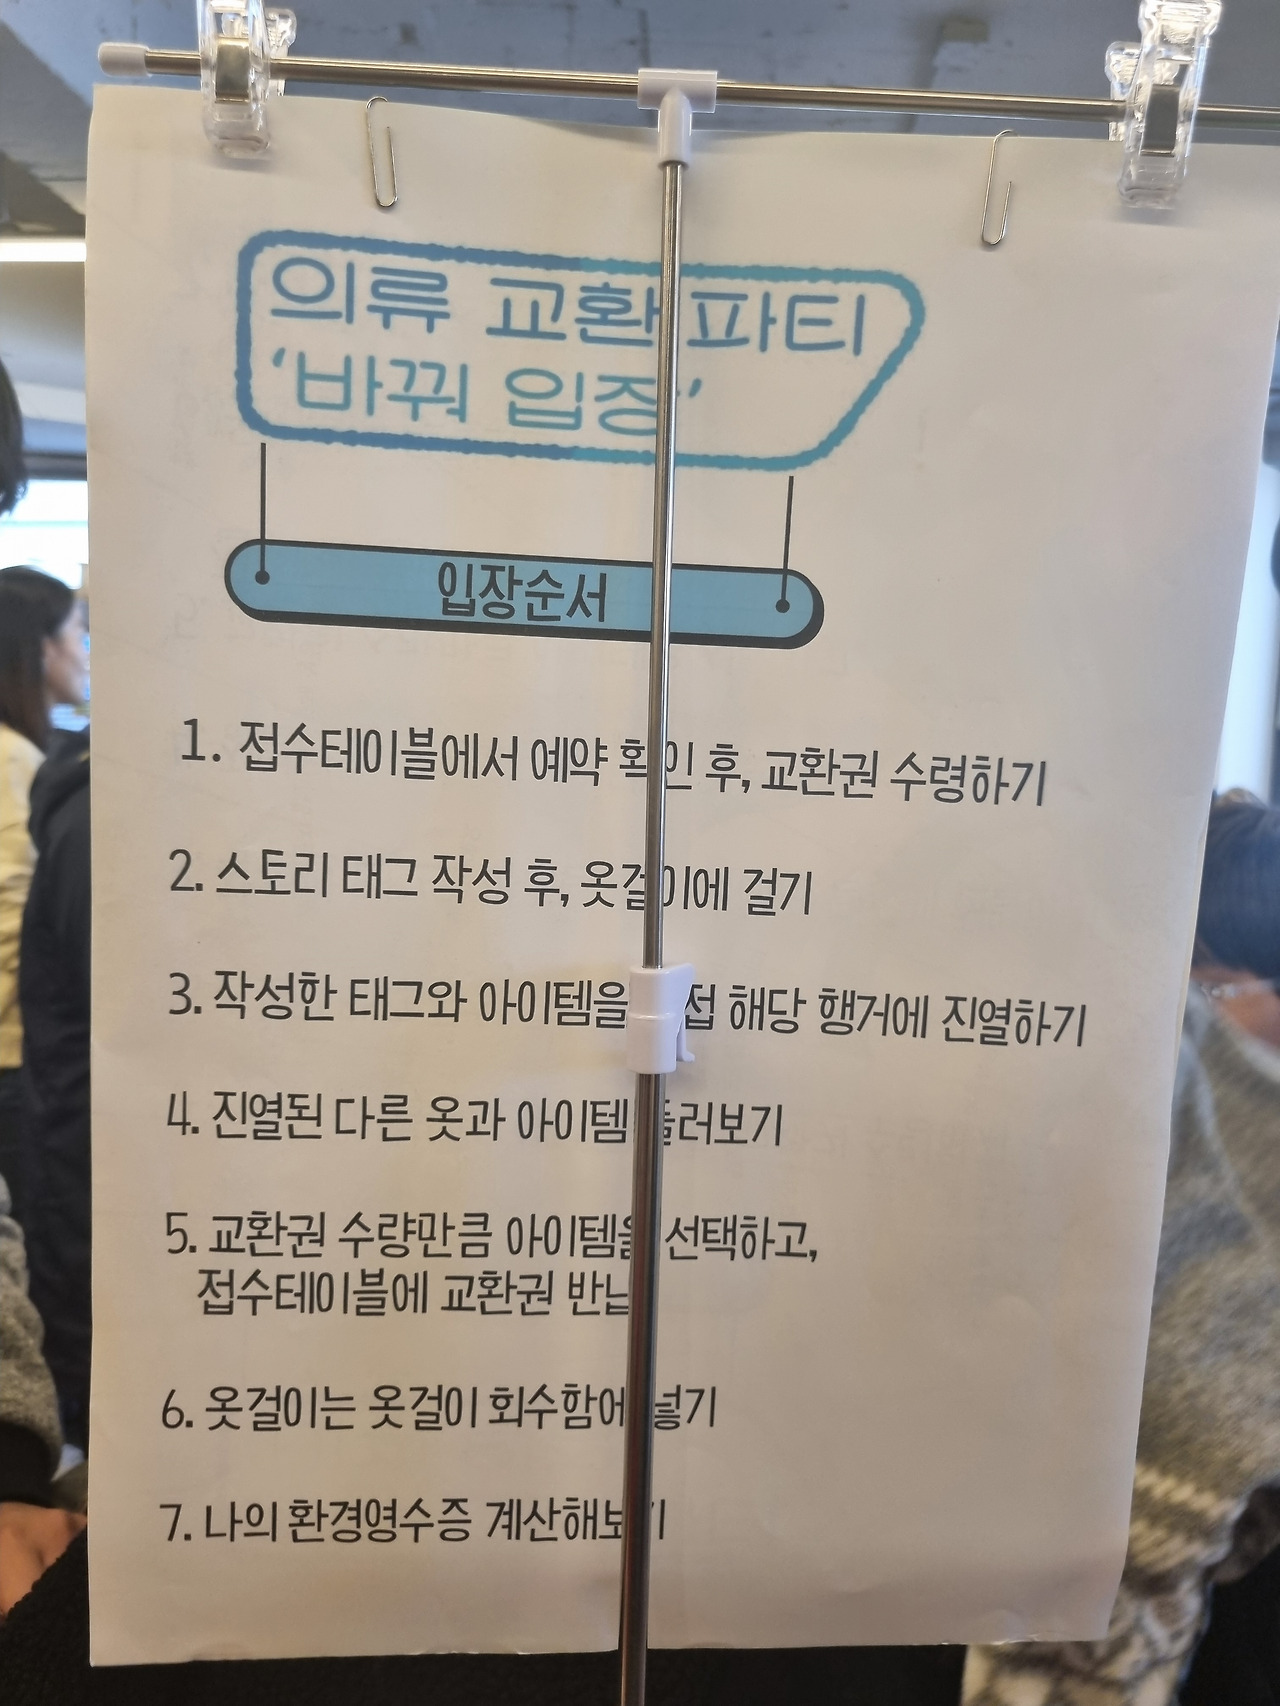 의류 교환 파티
'바꿔 입장'
입장순서
1. 접수테이블에서 예약 확인 후, 교환권 수령하기
2. 스토리 태그 작성 후, 옷걸이에 걸기
3. 작성한 태그와 아이템을 해당 행거에 진열하기
4. 진열된 다른 옷과 아이템 둘러보기
5. 교환권 수량만큼 아이템을 선택하고,
접수테이블에 교환권 반납
6. 옷걸이는 옷걸이 회수함에 넣기
7. 나의 환경영수증 계산해보기